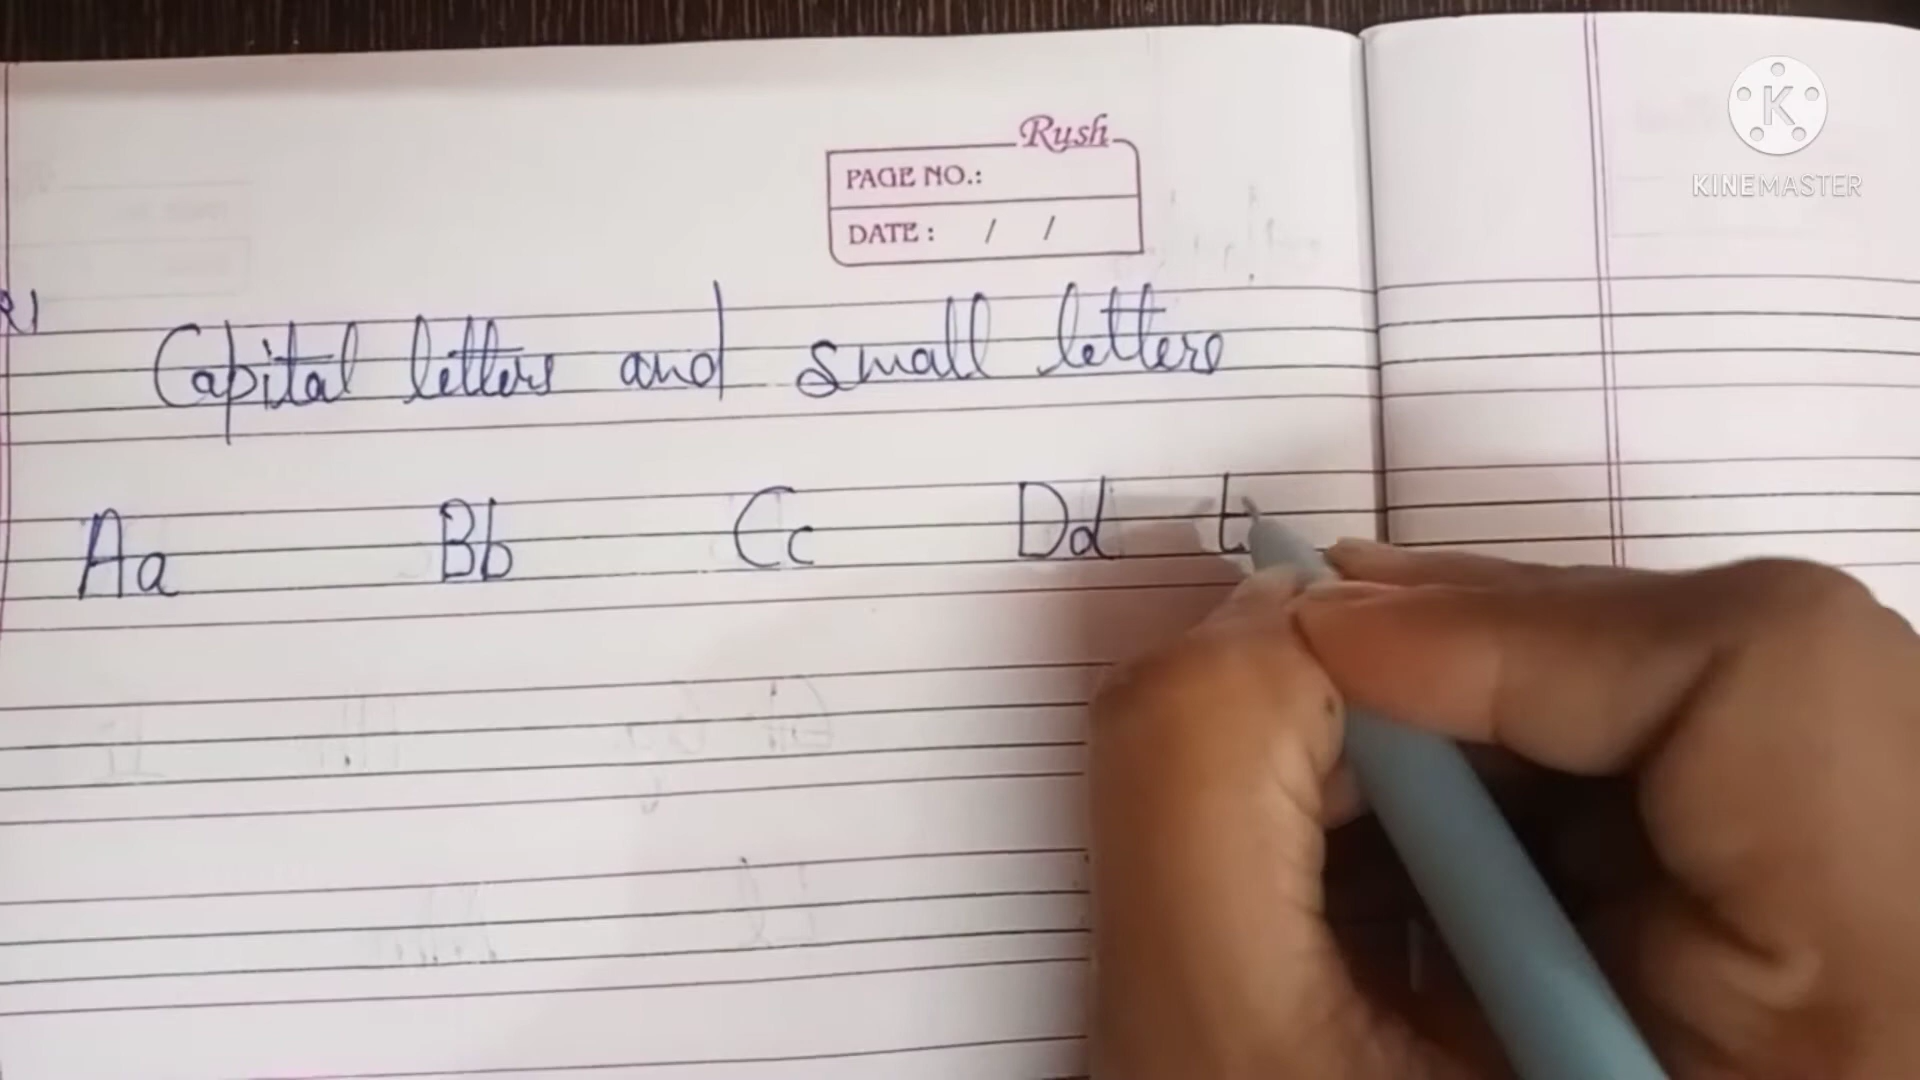 Rush
PAGE NO.:
DATE : / /
KINEMASTER
Capital letters and small letters
Aa Bb Cc Dd